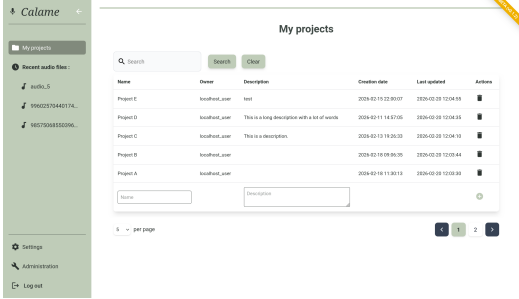 Calame
My projects
Recent audio files :
audio_5
99602570440174...
98575068550396...
Settings
Administration
Log out
My projects
Search Search Clear
Name Owner Description Creation date Last updated Actions
Project E localhost_user test 2026-02-15 22:00:07 2026-02-20 12:04:55
Project D localhost_user This is a long description with a lot of words 2026-02-11 14:57:05 2026-02-20 12:04:35
Project C localhost_user This is a description. 2026-02-13 19:26:33 2026-02-20 12:04:10
Project B localhost_user 2026-02-18 09:06:35 2026-02-20 12:03:44
Project A localhost_user 2026-02-18 11:30:13 2026-02-20 12:03:30
Name Description
5 per page 1 2